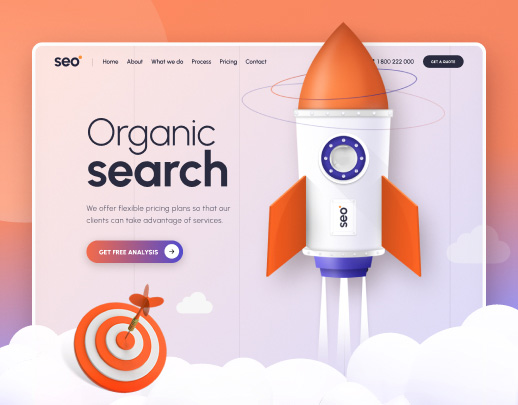 seo
Home About What we do Process Pricing Contact
1 800 222 000
GET A QUOTE
Organic
search
We offer flexible pricing plans so that our
clients can take advantage of services.
GET FREE ANALYSIS
seo